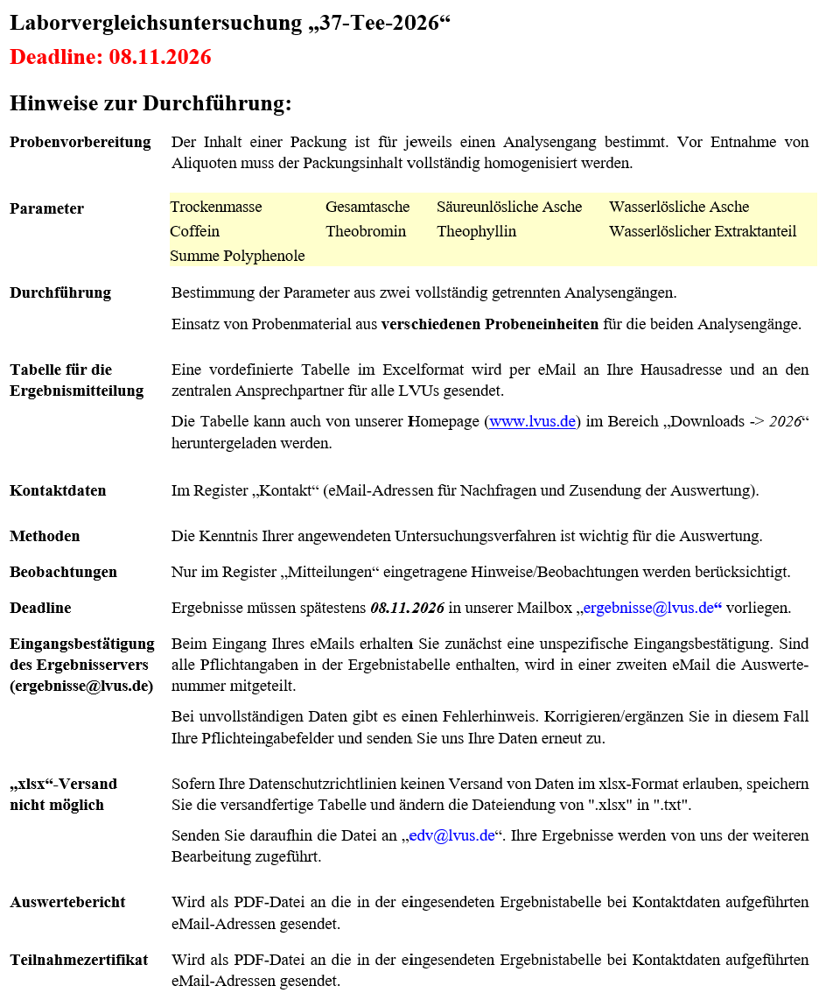 Laborvergleichsuntersuchung „37-Tee-2026“
Deadline: 08.11.2026
Hinweise zur Durchführung:
Probenvorbereitung Der Inhalt einer Packung ist für jeweils einen Analysengang bestimmt. Vor Entnahme von
Aliquoten muss der Packungsinhalt vollständig homogenisiert werden.
Parameter Trockenmasse Gesamtasche Säureunlösliche Asche Wasserlösliche Asche
Coffein Theobromin Theophyllin Wasserlöslicher Extraktanteil
Summe Polyphenole
Durchführung Bestimmung der Parameter aus zwei vollständig getrennten Analysengängen.
Einsatz von Probenmaterial aus verschiedenen Probeneinheiten für die beiden Analysengänge.
Tabelle für die Eine vordefinierte Tabelle im Excelformat wird per eMail an Ihre Hausadresse und an den
Ergebnismitteilung zentralen Ansprechpartner für alle LVUs gesendet.
Die Tabelle kann auch von unserer Homepage (www.lvus.de) im Bereich „Downloads -> 2026“
heruntergeladen werden.
Kontaktdaten Im Register „Kontakt“ (eMail-Adressen für Nachfragen und Zusendung der Auswertung).
Methoden Die Kenntnis Ihrer angewendeten Untersuchungsverfahren ist wichtig für die Auswertung.
Beobachtungen Nur im Register „Mitteilungen“ eingetragene Hinweise/Beobachtungen werden berücksichtigt.
Deadline Ergebnisse müssen spätestens 08.11.2026 in unserer Mailbox „ergebnisse@lvus.de“ vorliegen.
Eingangsbestätigung Beim Eingang Ihres eMails erhalten Sie zunächst eine unspezifische Eingangsbestätigung. Sind
des Ergebnisservers alle Pflichtangaben in der Ergebnistabelle enthalten, wird in einer zweiten eMail die Auswerte-
(ergebnisse@lvus.de) nummer mitgeteilt.
Bei unvollständigen Daten gibt es einen Fehlerhinweis. Korrigieren/ergänzen Sie in diesem Fall
Ihre Pflichteingabefelder und senden Sie uns Ihre Daten erneut zu.
„xlsx“-Versand Sofern Ihre Datenschutzrichtlinien keinen Versand von Daten im xlsx-Format erlauben, speichern
nicht möglich Sie die versandfertige Tabelle und ändern die Dateiendung von ".xlsx" in ".txt".
Senden Sie daraufhin die Datei an „edv@lvus.de“. Ihre Ergebnisse werden von uns der weiteren
Bearbeitung zugeführt.
Auswertebericht Wird als PDF-Datei an die in der eingesendeten Ergebnistabelle bei Kontaktdaten aufgeführten
eMail-Adressen gesendet.
Teilnahmezertifikat Wird als PDF-Datei an die in der eingesendeten Ergebnistabelle bei Kontaktdaten aufgeführten
eMail-Adressen gesendet.